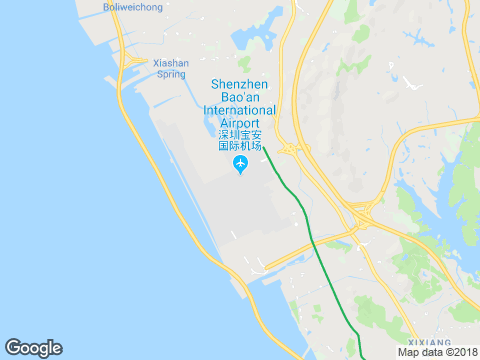 Boliweichong
Xiashan
Spring
Shenzhen
Bao'an
International
Airport
深圳宝安
国际机场
XIXIANG
Google
Map data ©2018